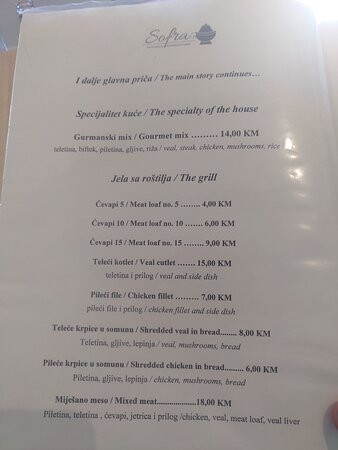 Sofra
I dalje glavna priča / The main story continues...
Specijalitet kuće / The specialty of the house
Gurmanski mix / Gourmet mix ......... 14,00 KM
teletina, biftek, piletina, gljive, riža / veal, steak, chicken, mushrooms, rice
Jela sa roštilja / The grill
Ćevapi 5 / Meat loaf no. 5 ....... 4,00 KM
Ćevapi 10 / Meat loaf no. 10 ....... 6,00 KM
Ćevapi 15 / Meat loaf no. 15 ....... 9,00 KM
Teleći kotlet / Veal cutlet ....... 15,00 KM
teletina i prilog / veal and side dish
Pileći file / Chicken fillet .......... 7,00 KM
pileći file i prilog / chicken fillet and side dish
Teleće krpice u somunu / Shredded veal in bread........ 8,00 KM
Teletina, gljive, lepinja / veal, mushrooms, bread
Pileće krpice u somunu / Shredded chicken in bread........ 6,00 KM
Piletina, gljive, lepinja / chicken, mushrooms, bread
Miješano meso / Mixed meat...................18,00 KM
Piletina, teletina , ćevapi, jetrica i prilog /chicken, veal, meat loaf, veal liver